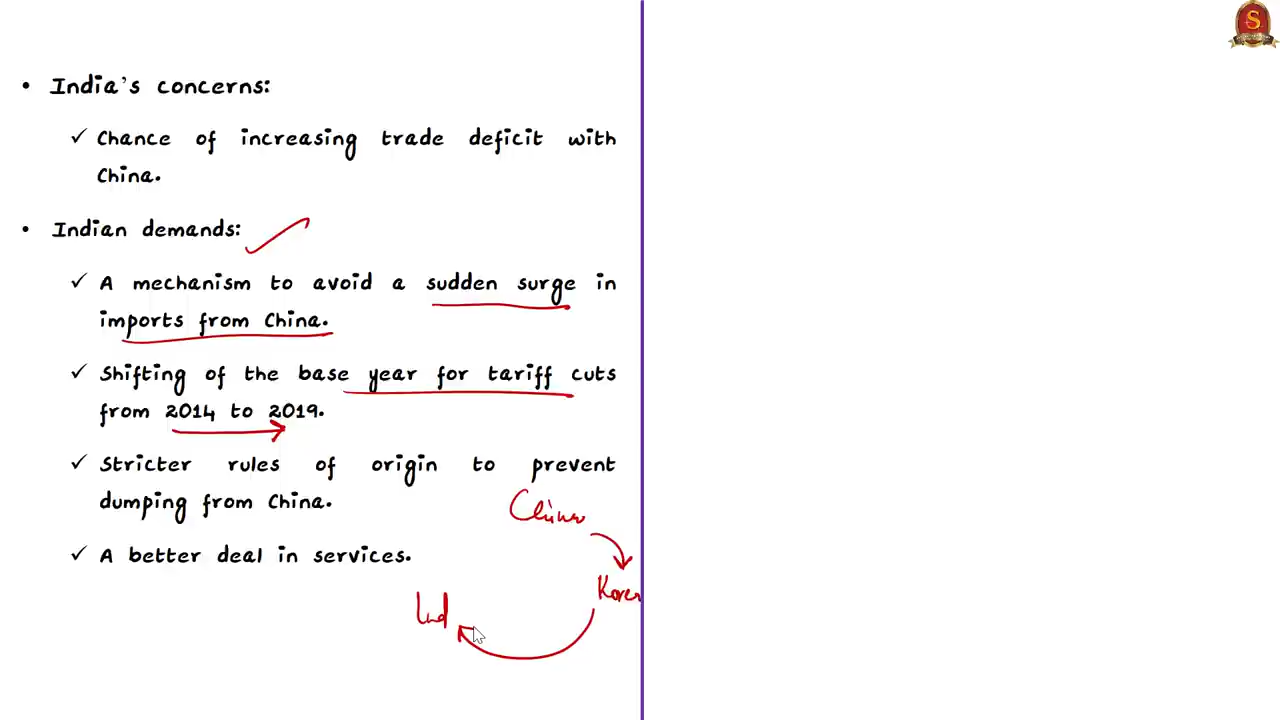 • India's concerns:
✓ Chance of increasing trade deficit with
China.
• Indian demands:
✓ A mechanism to avoid a sudden surge in
imports from China.
✓ Shifting of the base year for tariff cuts
from 2014 to 2019.
✓ Stricter rules of origin to prevent
dumping from China.
China
✓ A better deal in services.
Korea
Ind
S